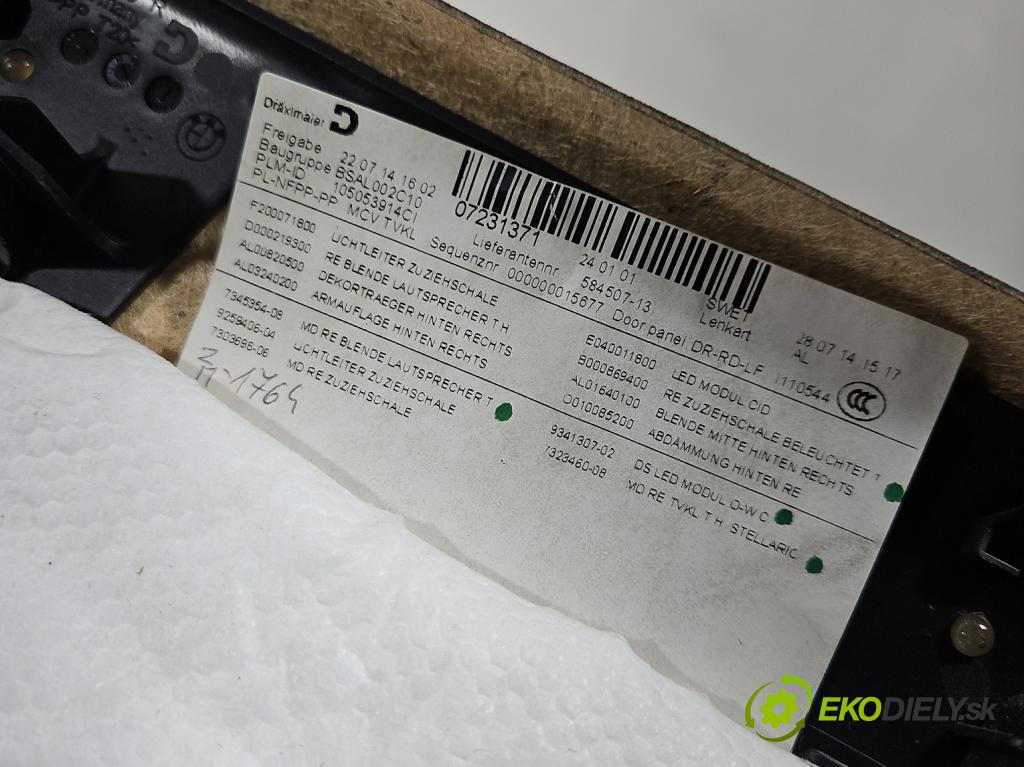 Dräxlmaier
Freigabe 22.07.14 16:02
Baugruppe BSAL002C10
PLM-ID 105053914CI
PL-NFPP-PP MCV TVKL
07231371
Lieferantennr. 584507-13
Sequenznr 000000015677 Door panel DR-RD-LF I110544
24 01 01
SWET
Lenkart AL
28.07.14 15:17
F200071800 LICHTLEITER ZUZIEHSCHALE
D000219300 RE BLENDE LAUTSPRECHER T H
AL00820500 DEKORTRAEGER HINTEN RECHTS
AL03240200 ARMAUFLAGE HINTEN RECHTS
E040011800 LED MODUL CID
B000869400 RE ZUZIEHSCHALE BELEUCHTET T
AL01640100 BLENDE MITTE HINTEN RECHTS
D010085200 ABDÄMMUNG HINTEN RE
7345954-08 MD RE BLENDE LAUTSPRECHER T
9258406-04 LICHTLEITER ZUZIEHSCHALE
7303696-06 MD RE ZUZIEHSCHALE
9341307-02 DS LED MODUL O-W C
7323460-08 MD RE TVKL T H STELLARIC
1764
EKODIELY.sk